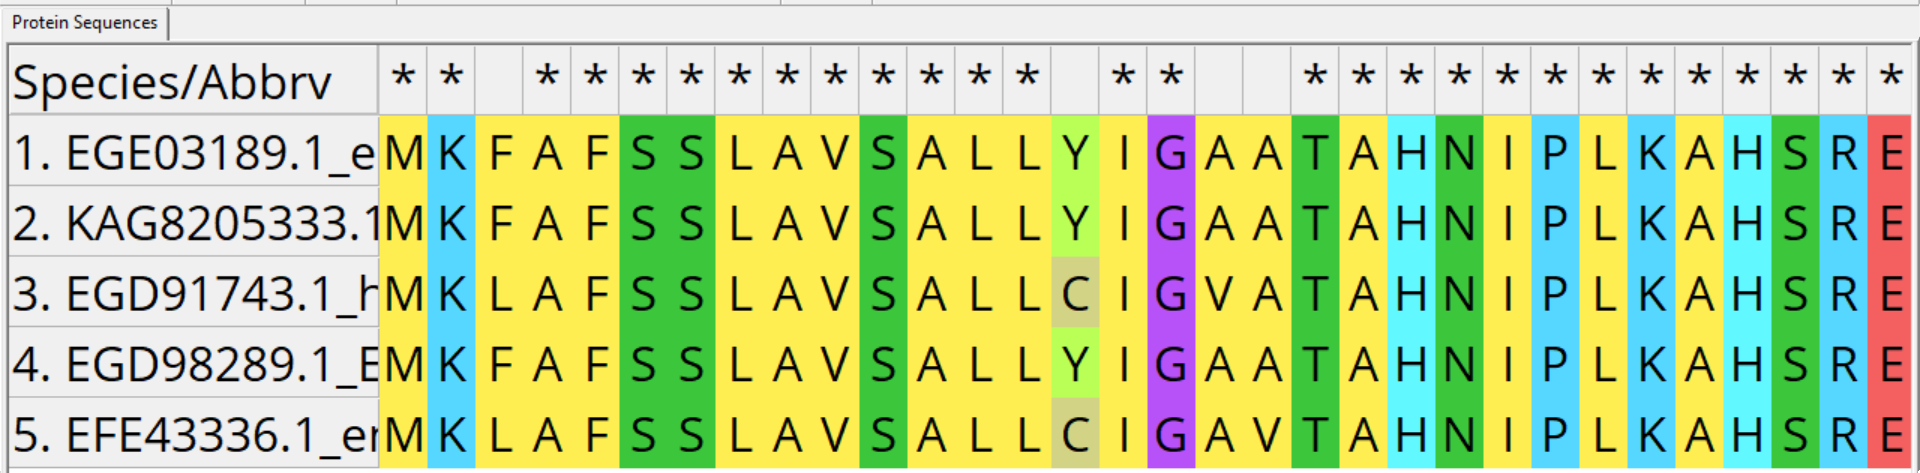 Protein Sequences
Species/Abbrv * * * * * * * * * * * * * * * * * * * * * * * * * * * *
1. EGE03189.1_e M K F A F S S L A V S A L L Y I G A A T A H N I P L K A H S R E
2. KAG8205333.1 M K F A F S S L A V S A L L Y I G A A T A H N I P L K A H S R E
3. EGD91743.1_h M K L A F S S L A V S A L L C I G V A T A H N I P L K A H S R E
4. EGD98289.1_E M K F A F S S L A V S A L L Y I G A A T A H N I P L K A H S R E
5. EFE43336.1_e M K L A F S S L A V S A L L C I G A V T A H N I P L K A H S R E